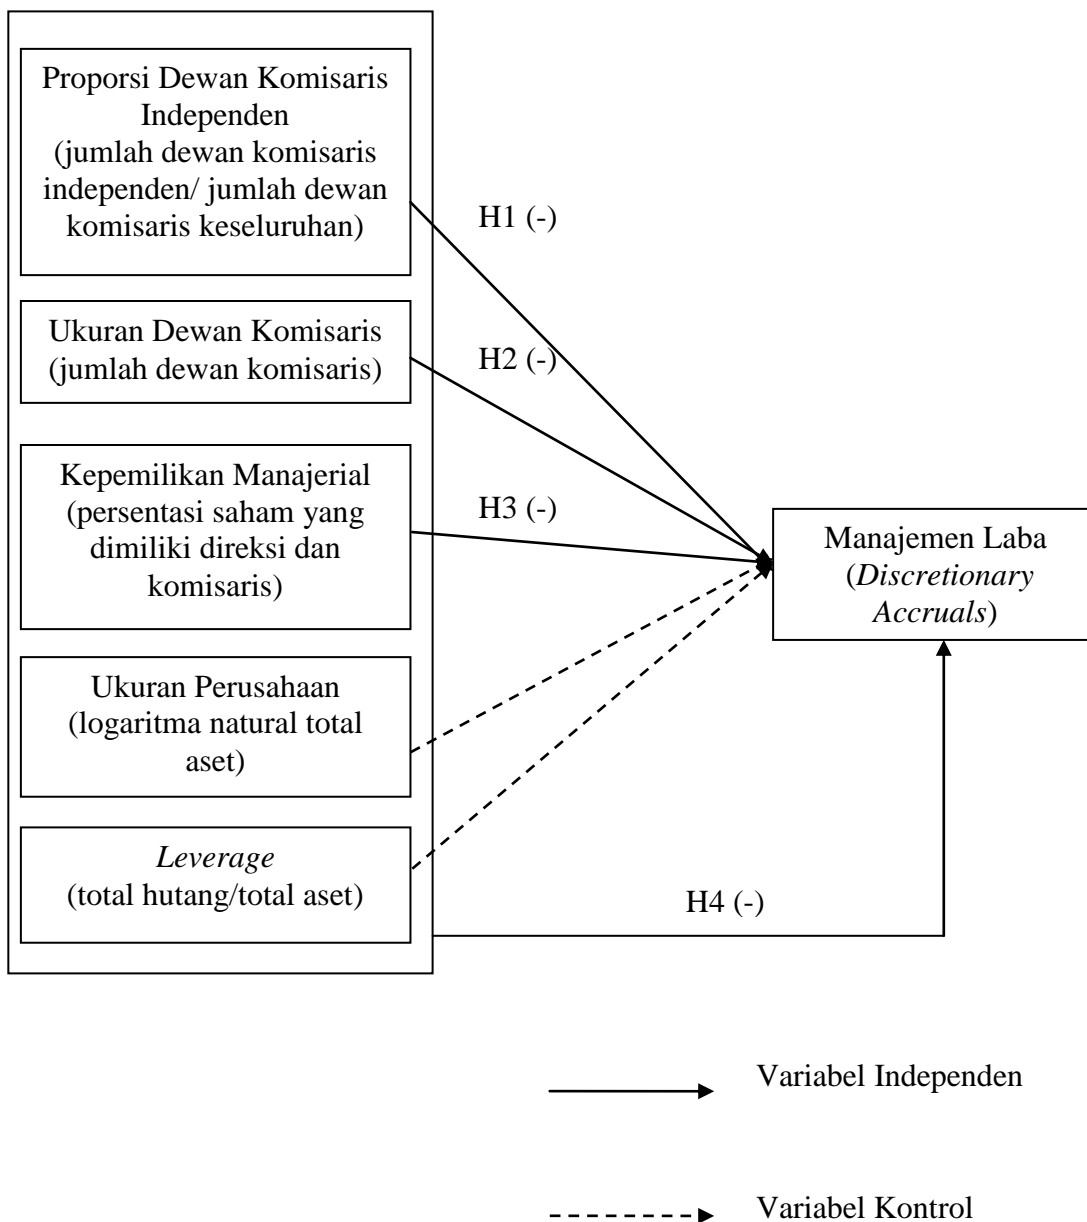 Proporsi Dewan Komisaris
Independen
(jumlah dewan komisaris
independen/ jumlah dewan
komisaris keseluruhan)
H1 (-)
Ukuran Dewan Komisaris
(jumlah dewan komisaris)
H2 (-)
Kepemilikan Manajerial
(persentasi saham yang
dimiliki direksi dan
komisaris)
H3 (-)
Manajemen Laba
(Discretionary
Accruals)
Ukuran Perusahaan
(logaritma natural total
aset)
Leverage
(total hutang/total aset)
H4 (-)
Variabel Independen
Variabel Kontrol